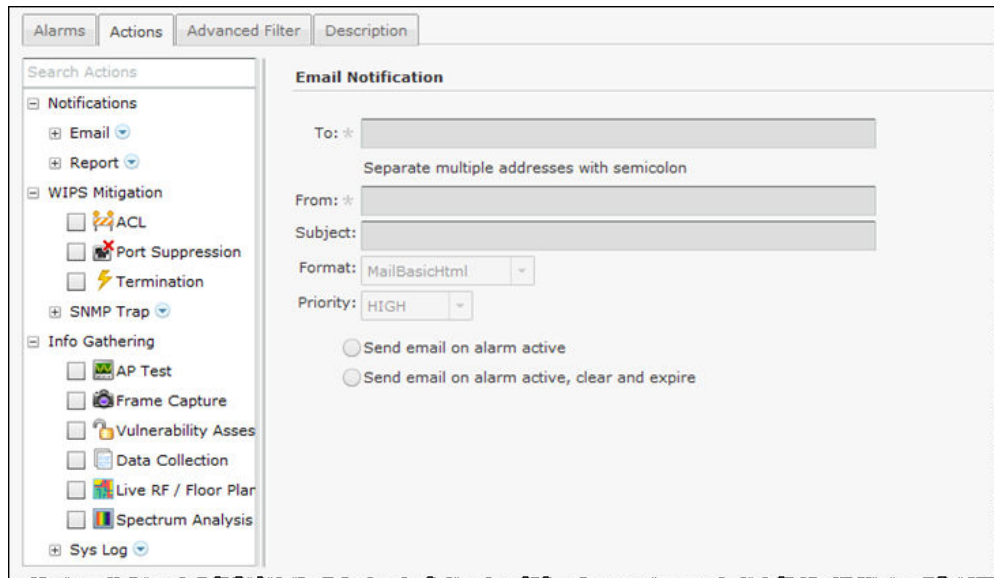 Alarms
Actions
Advanced Filter
Description
Search Actions
Notifications
Email
Report
WIPS Mitigation
ACL
Port Suppression
Termination
SNMP Trap
Info Gathering
AP Test
Frame Capture
Vulnerability Asses
Data Collection
Live RF / Floor Plan
Spectrum Analysis
Sys Log
Email Notification
To: *
Separate multiple addresses with semicolon
From: *
Subject:
Format: MailBasicHtml
Priority: HIGH
Send email on alarm active
Send email on alarm active, clear and expire